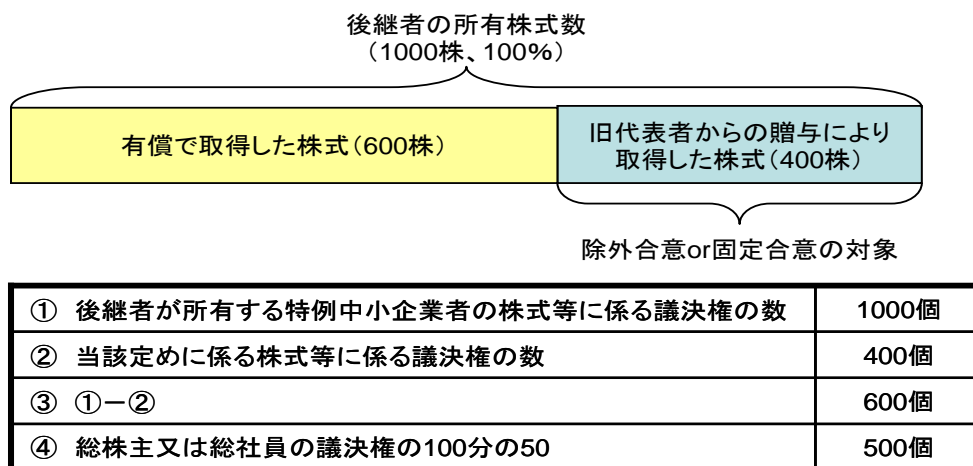 後継者の所有株式数
（1000株、100%）
有償で取得した株式（600株）
旧代表者からの贈与により
取得した株式（400株）
除外合意or固定合意の対象
① 後継者が所有する特例中小企業者の株式等に係る議決権の数 1000個
② 当該定めに係る株式等に係る議決権の数 400個
③ ①－② 600個
④ 総株主又は総社員の議決権の100分の50 500個